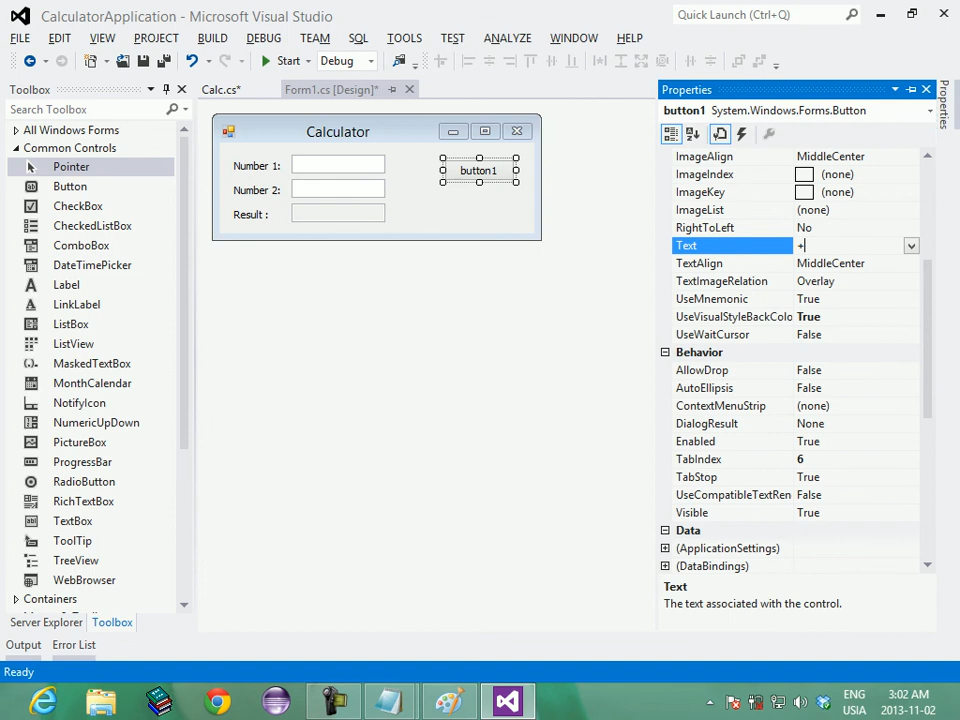 CalculatorApplication - Microsoft Visual Studio
Quick Launch (Ctrl+Q)
FILE EDIT VIEW PROJECT BUILD DEBUG TEAM SQL TOOLS TEST ANALYZE WINDOW HELP
Start Debug
Toolbox
Search Toolbox
All Windows Forms
Common Controls
Pointer
Button
CheckBox
CheckedListBox
ComboBox
DateTimePicker
Label
LinkLabel
ListBox
ListView
MaskedTextBox
MonthCalendar
NotifyIcon
NumericUpDown
PictureBox
ProgressBar
RadioButton
RichTextBox
TextBox
ToolTip
TreeView
WebBrowser
Containers
Server Explorer Toolbox
Output Error List
Calc.cs* Form1.cs [Design]*
Calculator
Number 1:
button1
Number 2:
Result :
Properties
button1 System.Windows.Forms.Button
ImageAlign MiddleCenter
ImageIndex (none)
ImageKey (none)
ImageList (none)
RightToLeft No
Text +
TextAlign MiddleCenter
TextImageRelation Overlay
UseMnemonic True
UseVisualStyleBackColo True
UseWaitCursor False
Behavior
AllowDrop False
AutoEllipsis False
ContextMenuStrip (none)
DialogResult None
Enabled True
TabIndex 6
TabStop True
UseCompatibleTextRen False
Visible True
Data
(ApplicationSettings)
(DataBindings)
Text
The text associated with the control.
Properties
Ready
ENG 3:02 AM
USIA 2013-11-02